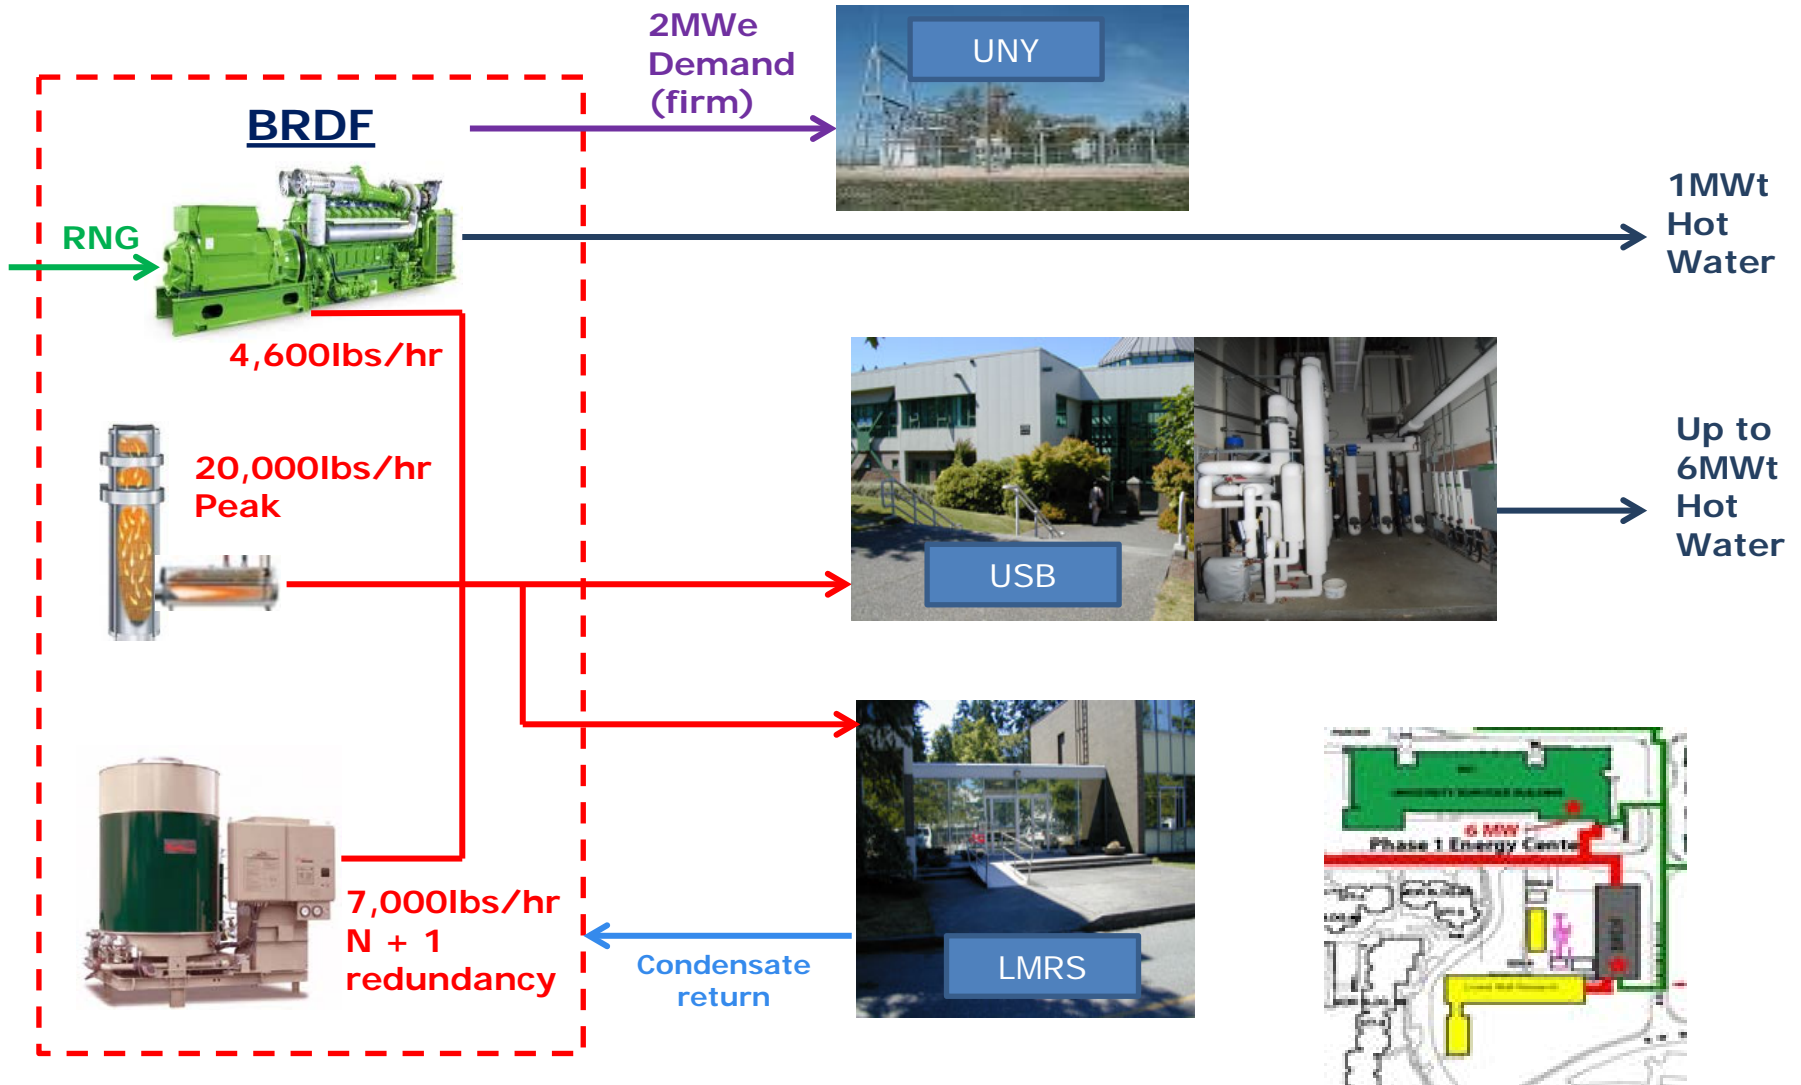 2MWe
Demand
(firm)
UNY
BRDF
RNG
1MWt
Hot
Water
4,600lbs/hr
20,000lbs/hr
Peak
Up to
6MWt
Hot
Water
USB
7,000lbs/hr
N + 1
redundancy
Condensate
return
LMRS
6 MW
Phase 1 Energy Cente